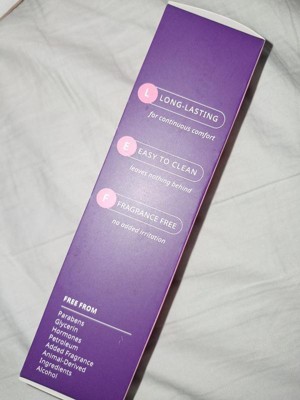 L LONG-LASTING
for continuous comfort
E EASY TO CLEAN
leaves nothing behind
F FRAGRANCE FREE
no added irritation
FREE FROM
Parabens
Glycerin
Hormones
Petroleum
Added Fragrance
Animal-Derived
Ingredients
Alcohol